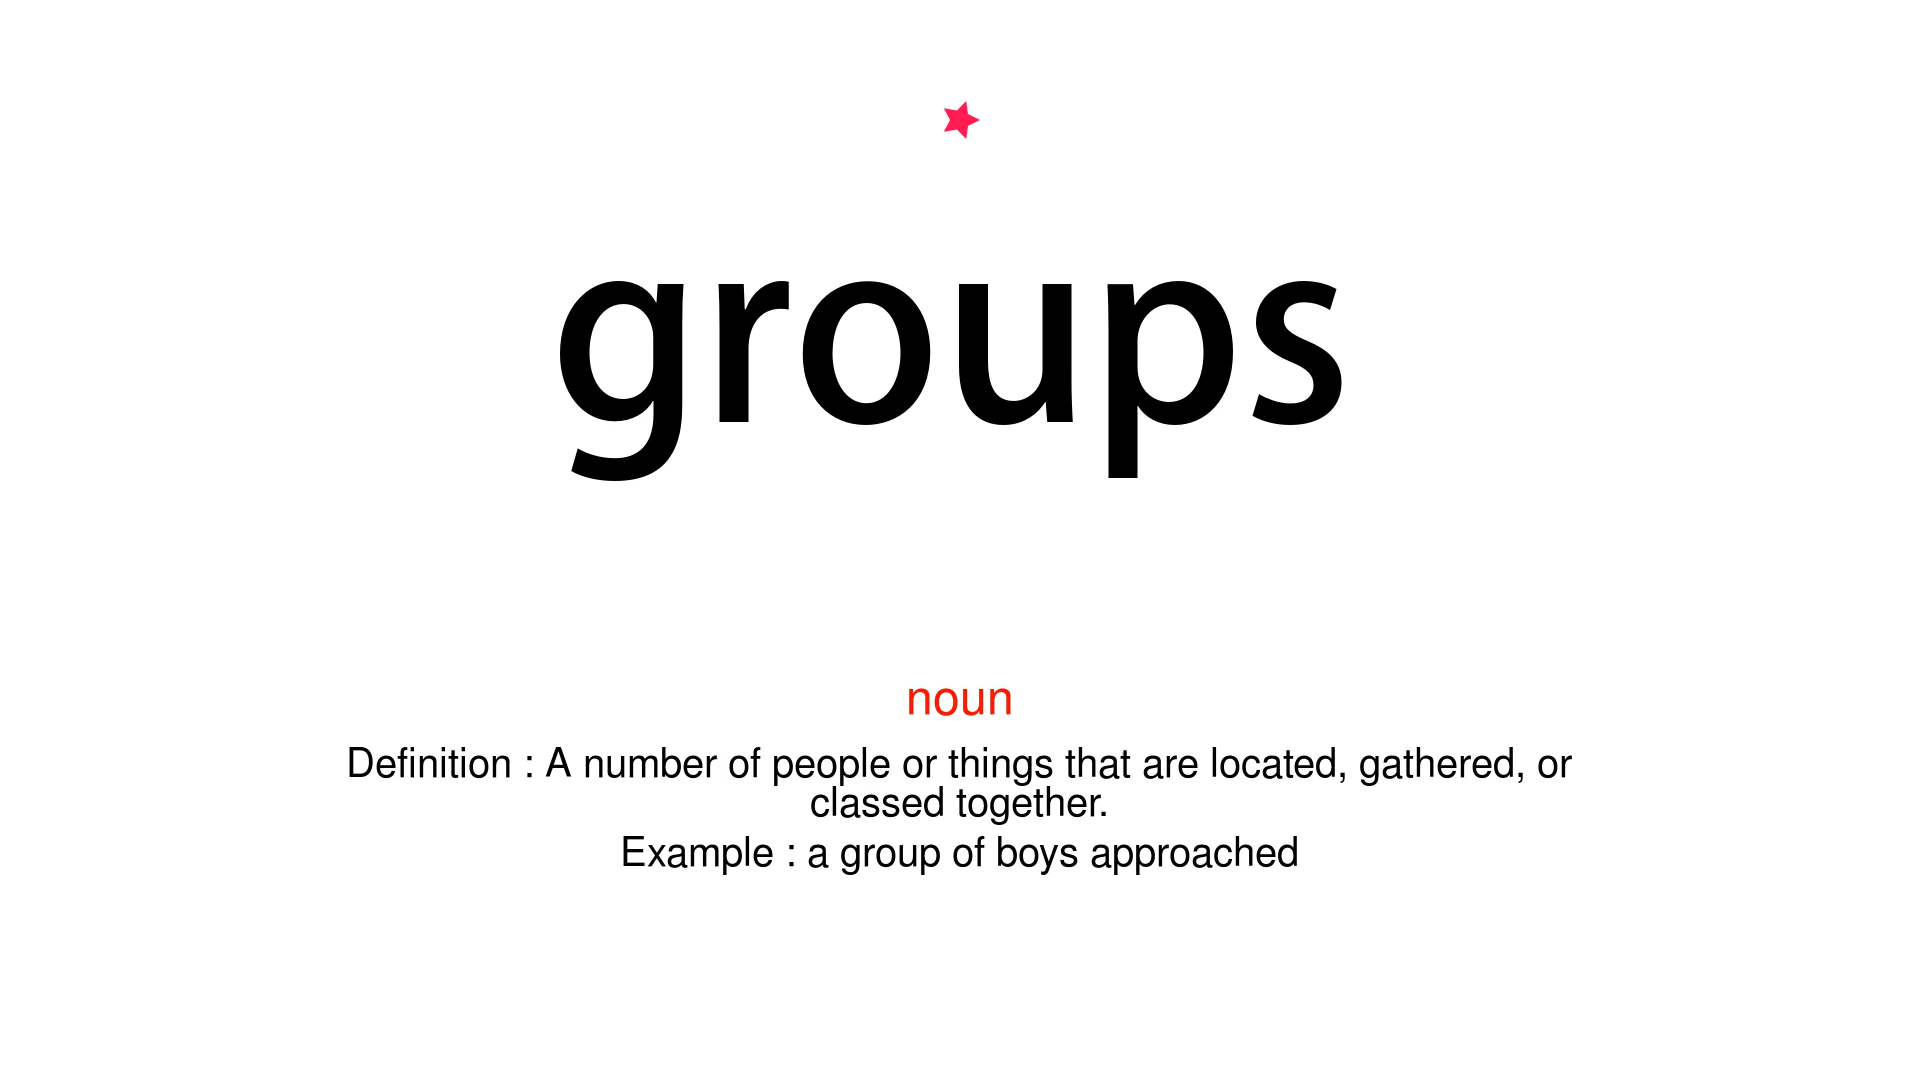 groups
noun
Definition : A number of people or things that are located, gathered, or
classed together.
Example : a group of boys approached